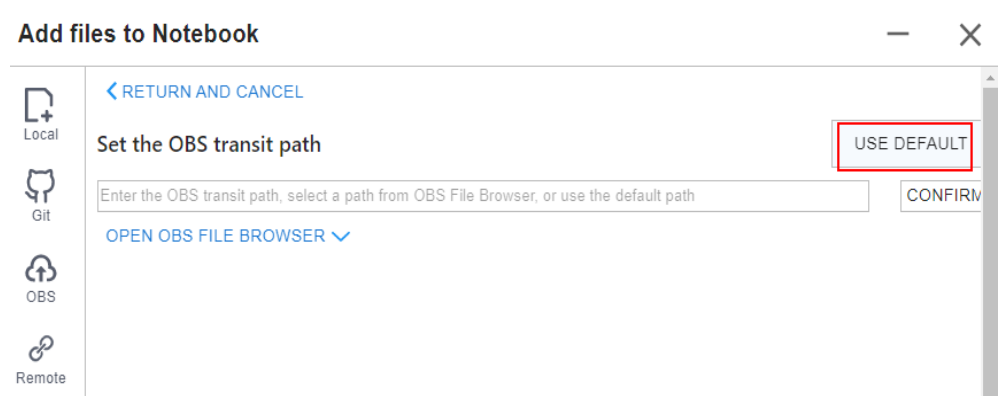 Add files to Notebook
RETURN AND CANCEL
Local
Set the OBS transit path
USE DEFAULT
Enter the OBS transit path, select a path from OBS File Browser, or use the default path
CONFIRM
Git
OPEN OBS FILE BROWSER
OBS
Remote